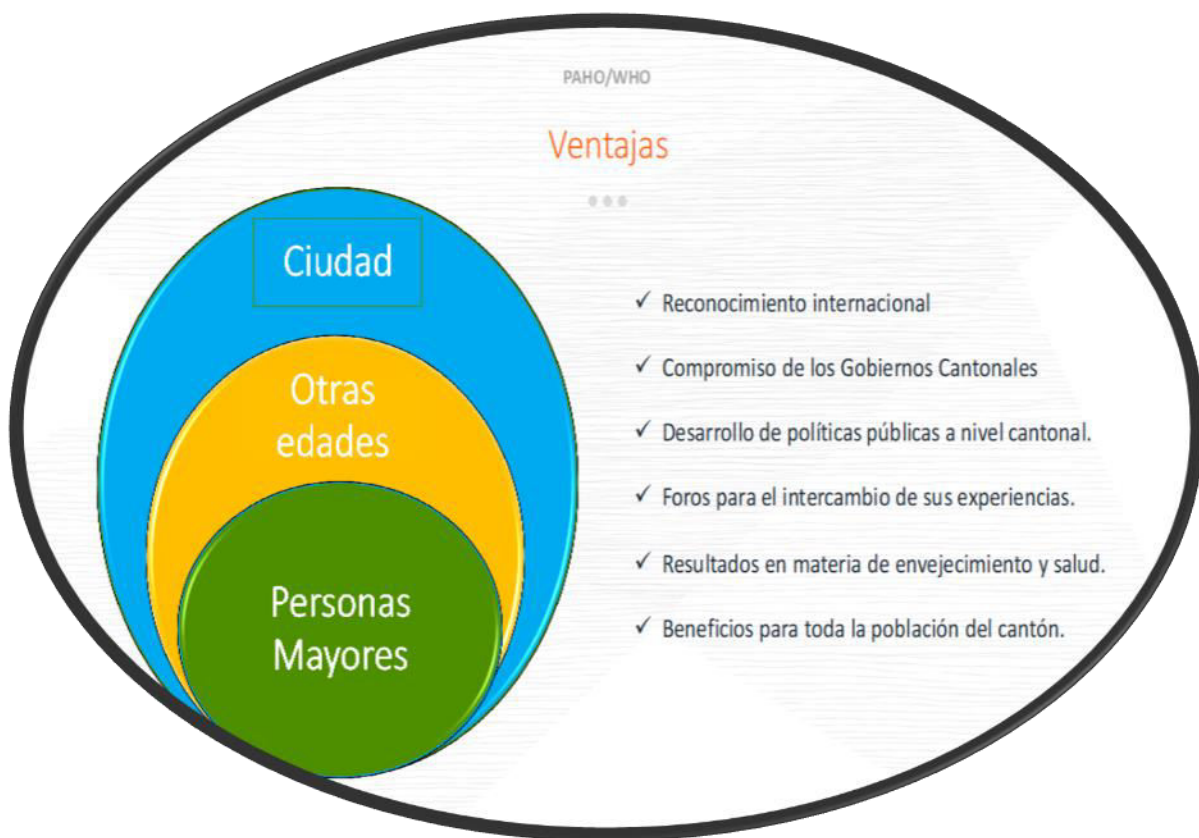 PAHO/WHO
Ventajas
Ciudad
Otras
edades
Personas
Mayores
✓ Reconocimiento internacional
✓ Compromiso de los Gobiernos Cantonales
✓ Desarrollo de políticas públicas a nivel cantonal.
✓ Foros para el intercambio de sus experiencias.
✓ Resultados en materia de envejecimiento y salud.
✓ Beneficios para toda la población del cantón.